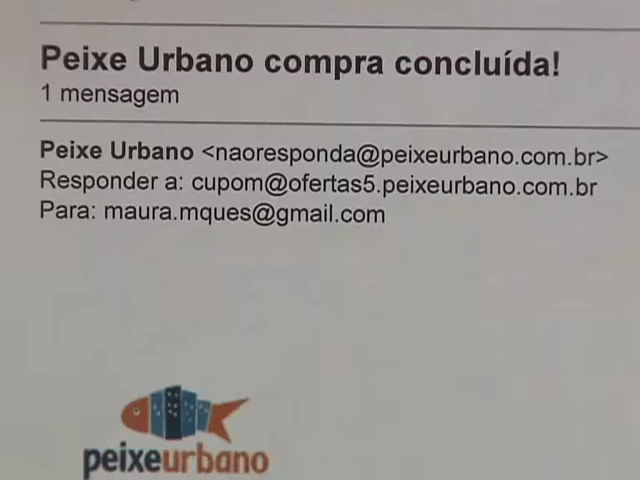 Peixe Urbano compra concluída!
1 mensagem
Peixe Urbano <naoresponda@peixeurbano.com.br>
Responder a: cupom@ofertas5.peixeurbano.com.br
Para: maura.mques@gmail.com
peixeurbano